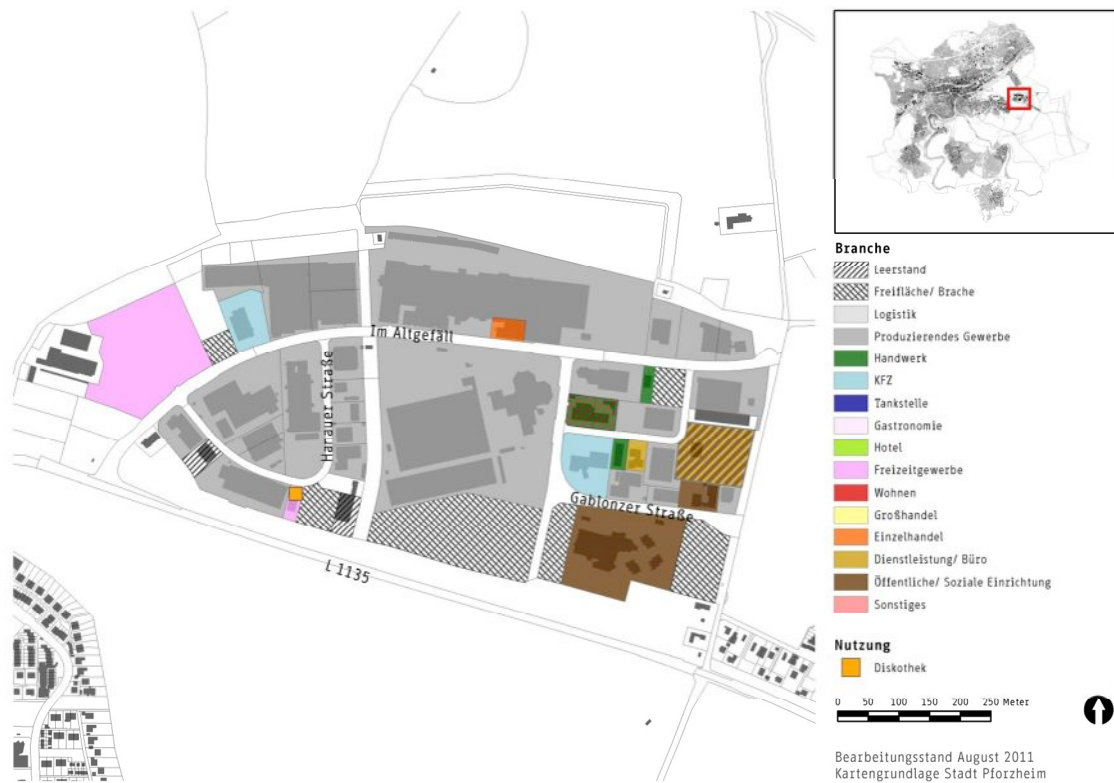 Im Altgefäll
Hanauer Straße
Gablonzer Straße
L 1135
Branche
Leerstand
Freifläche/ Brache
Logistik
Produzierendes Gewerbe
Handwerk
KFZ
Tankstelle
Gastronomie
Hotel
Freizeitgewerbe
Wohnen
Großhandel
Einzelhandel
Dienstleistung/ Büro
Öffentliche/ Soziale Einrichtung
Sonstiges
Nutzung
Diskothek
0 50 100 150 200 250 Meter
Bearbeitungsstand August 2011
Kartengrundlage Stadt Pforzheim